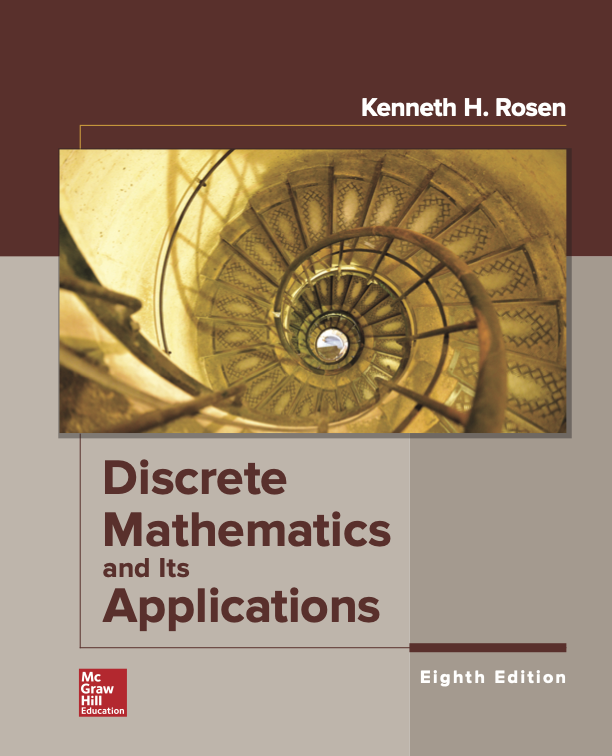 Kenneth H. Rosen
Discrete
Mathematics
and Its
Applications
Eighth Edition
Mc
Graw
Hill
Education